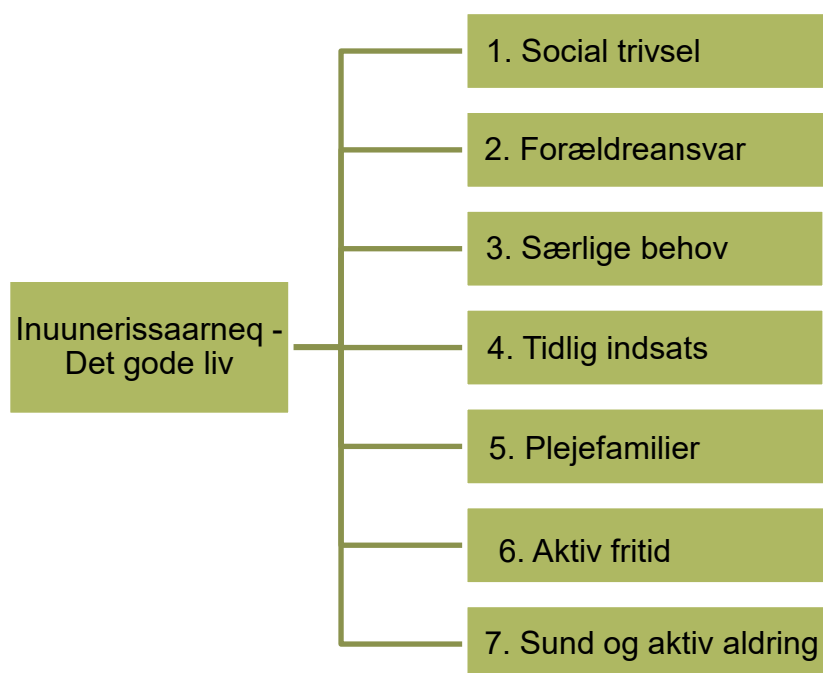 Inuunerissaarneq -
Det gode liv
1. Social trivsel
2. Forældreansvar
3. Særlige behov
4. Tidlig indsats
5. Plejefamilier
6. Aktiv fritid
7. Sund og aktiv aldring